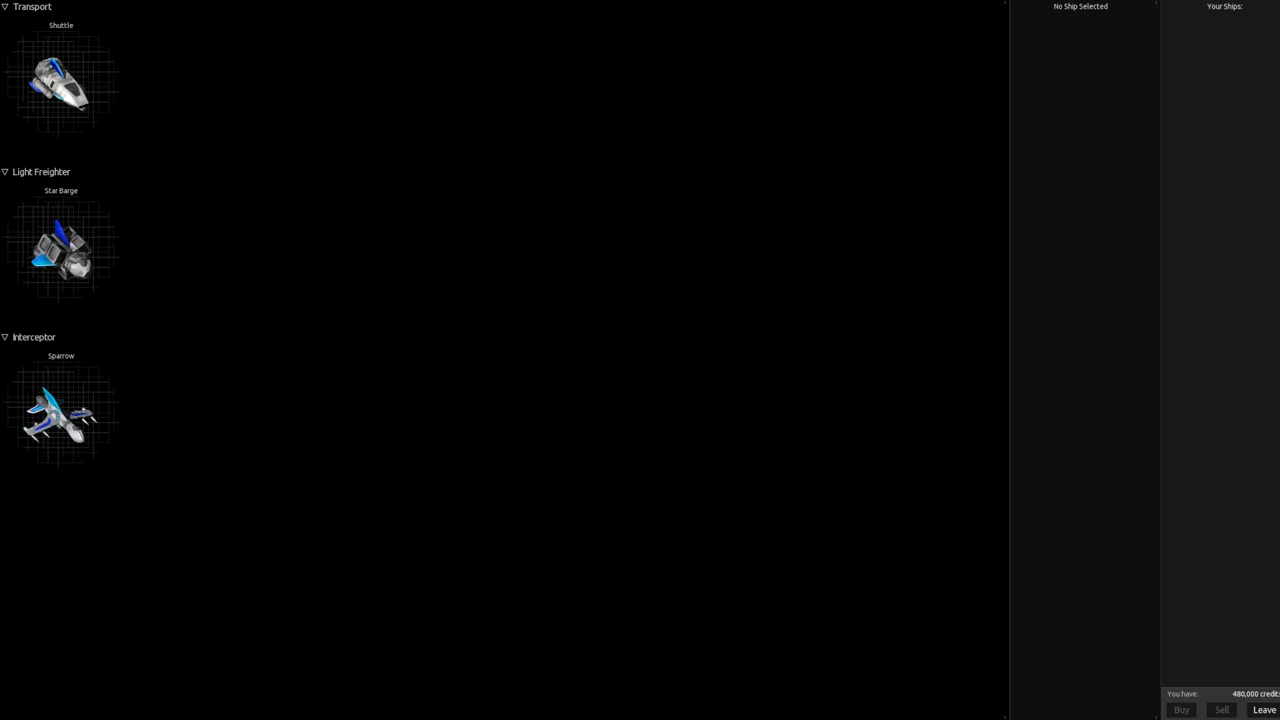 Transport
Shuttle
Light Freighter
Star Barge
Interceptor
Sparrow
No Ship Selected
Your Ships:
You have: 480,000 credits
Buy Sell Leave